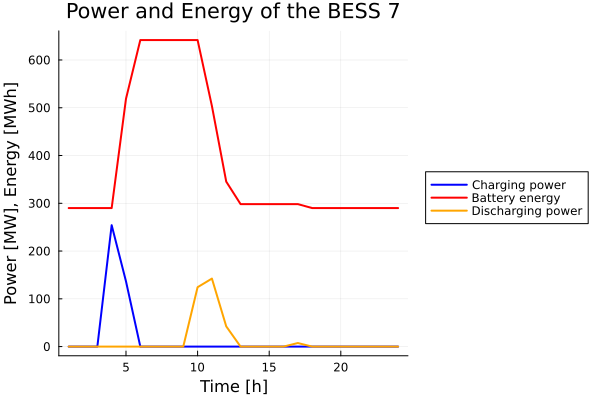 Power and Energy of the BESS 7
Power [MW], Energy [MWh]
600
500
400
300
200
100
0
5
10
15
20
Time [h]
Charging power
Battery energy
Discharging power